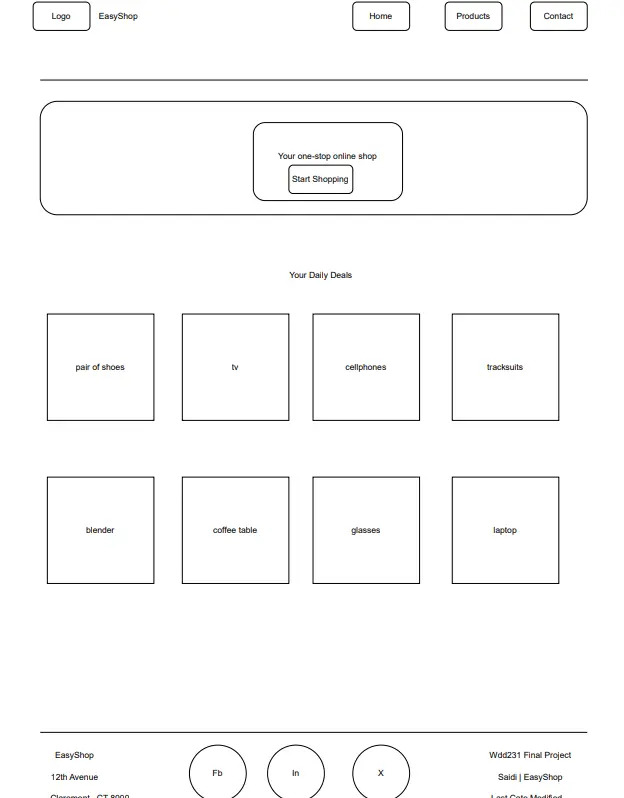 Logo
EasyShop
Home
Products
Contact
Your one-stop online shop
Start Shopping
Your Daily Deals
pair of shoes
tv
cellphones
tracksuits
blender
coffee table
glasses
laptop
EasyShop
Fb
In
X
Wdd231 Final Project
12th Avenue
Saidi | EasyShop
Claremont, CT 8000
Last Modified